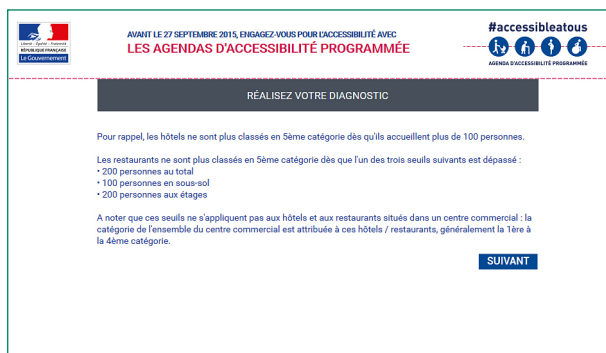 Liberté • Égalité • Fraternité
RÉPUBLIQUE FRANÇAISE
Le Gouvernement
AVANT LE 27 SEPTEMBRE 2015, ENGAGEZ-VOUS POUR L'ACCESSIBILITÉ AVEC
LES AGENDAS D'ACCESSIBILITÉ PROGRAMMÉE
#accessibleatous
AGENDA D'ACCESSIBILITÉ PROGRAMMÉE
RÉALISEZ VOTRE DIAGNOSTIC
Pour rappel, les hôtels ne sont plus classés en 5ème catégorie dès qu'ils accueillent plus de 100 personnes.
Les restaurants ne sont plus classés en 5ème catégorie dès que l'un des trois seuils suivants est dépassé :
• 200 personnes au total
• 100 personnes en sous-sol
• 200 personnes aux étages
A noter que ces seuils ne s'appliquent pas aux hôtels et aux restaurants situés dans un centre commercial : la
catégorie de l'ensemble du centre commercial est attribuée à ces hôtels / restaurants, généralement la 1ère à
la 4ème catégorie.
SUIVANT